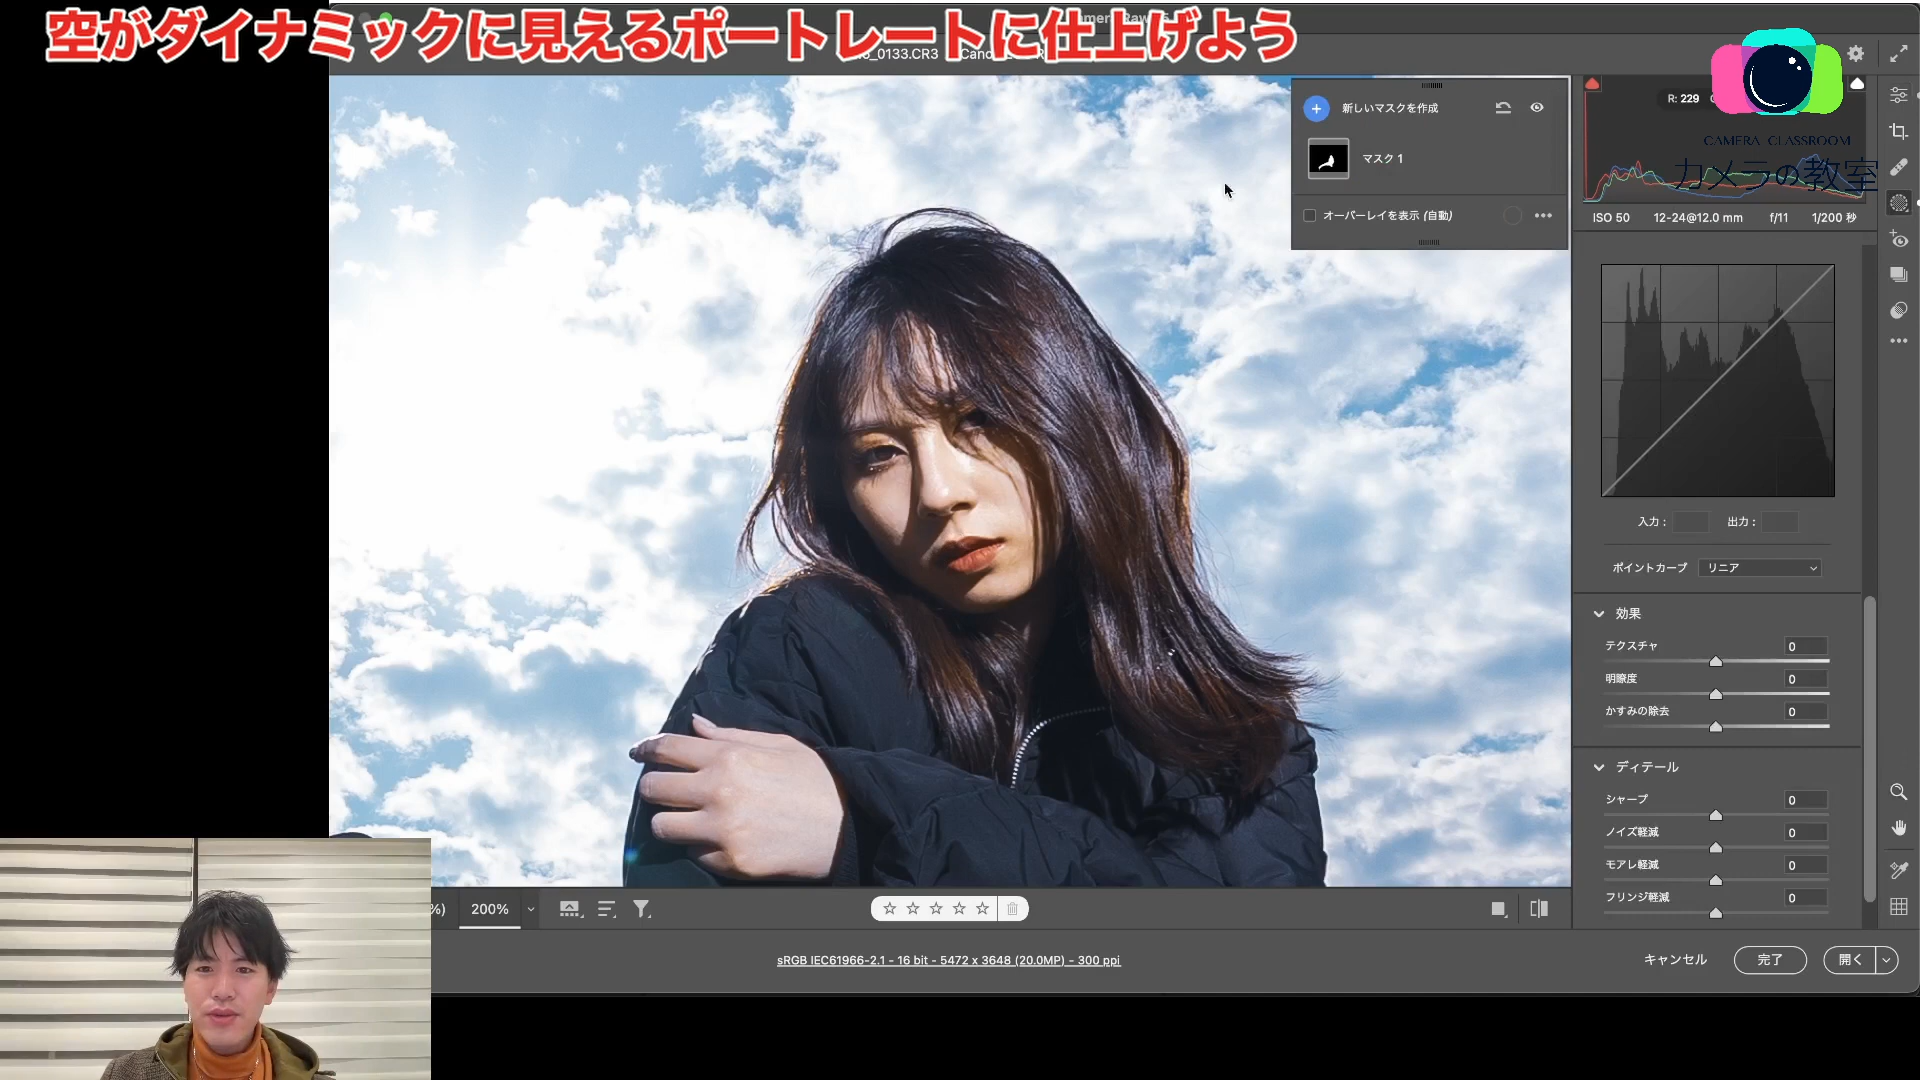 空がダイナミックに見えるポートレートに仕上げよう
_0133.CR3
新しいマスクを作成
マスク 1
オーバーレイを表示 (自動)
R: 229
CAMERA CLASSROOM
カメラの教室
ISO 50 12-24@12.0 mm f/11 1/200 秒
入力 : 出力 :
ポイントカーブ リニア
効果
テクスチャ 0
明瞭度 0
かすみの除去 0
ディテール
シャープ 0
ノイズ軽減 0
モアレ軽減 0
フリンジ軽減 0
%) 200%
sRGB IEC61966-2.1 - 16 bit - 5472 x 3648 (20.0MP) - 300 ppi
キャンセル 完了 開く